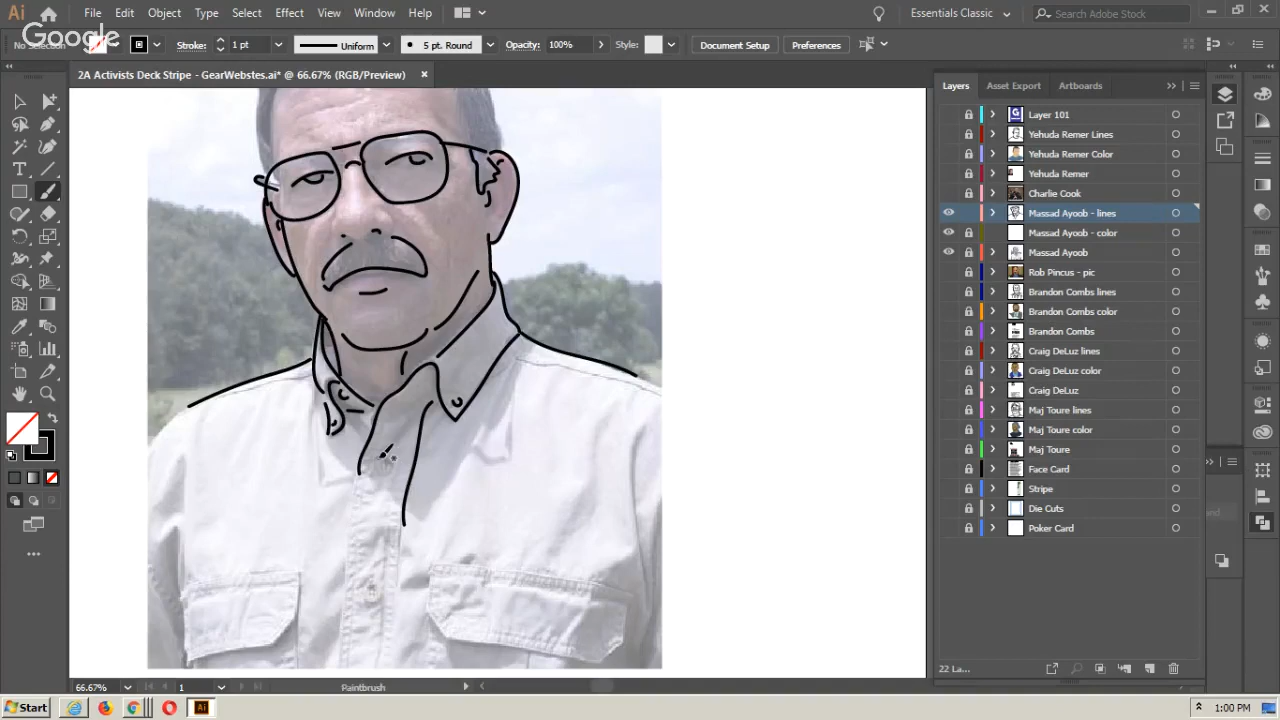 Ai File Edit Object Type Select Effect View Window Help Essentials Classic Search Adobe Stock
Google
No Selection Stroke: 1 pt Uniform 5 pt. Round Opacity: 100% Style: Document Setup Preferences
2A Activists Deck Stripe - GearWebstes.ai* @ 66.67% (RGB/Preview)
Layers Asset Export Artboards
Layer 101
Yehuda Remer Lines
Yehuda Remer Color
Yehuda Remer
Charlie Cook
Massad Ayoob - lines
Massad Ayoob - color
Massad Ayoob
Rob Pincus - pic
Brandon Combs lines
Brandon Combs color
Brandon Combs
Craig DeLuz lines
Craig DeLuz color
Craig DeLuz
Maj Toure lines
Maj Toure color
Maj Toure
Face Card
Stripe
Die Cuts
Poker Card
22 La...
66.67% 1 Paintbrush
Start Ai 1:00 PM